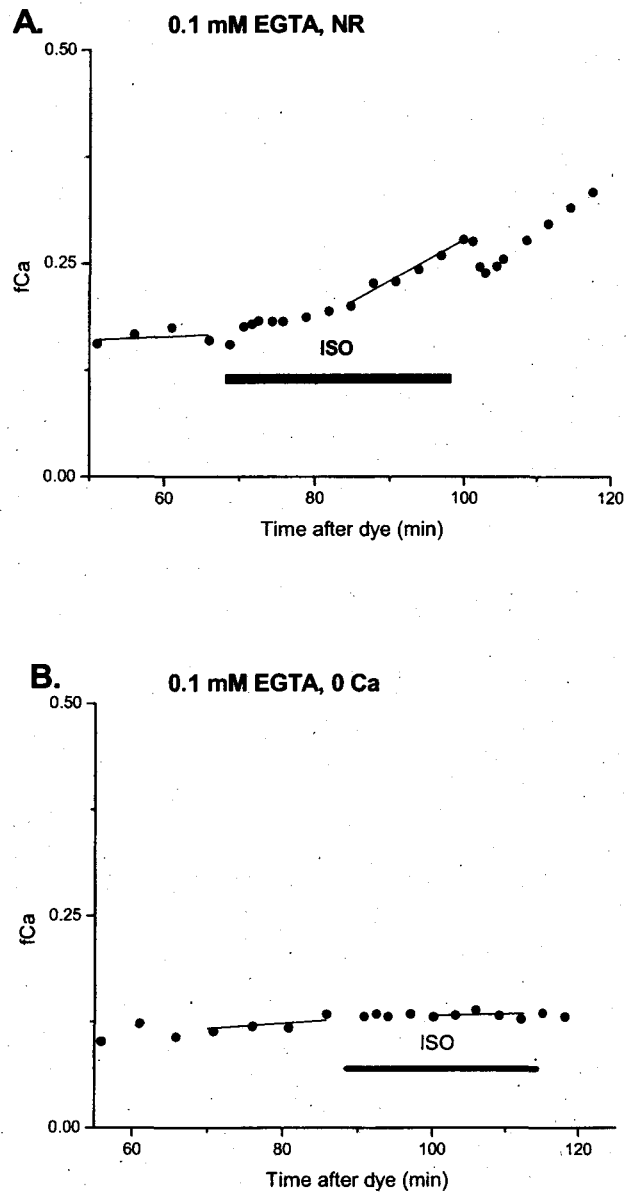 A.
0.1 mM EGTA, NR
0.50
0.25
0.00
fCa
ISO
60
80
100
120
Time after dye (min)
B.
0.1 mM EGTA, 0 Ca
0.50
0.25
0.00
fCa
ISO
60
80
100
120
Time after dye (min)